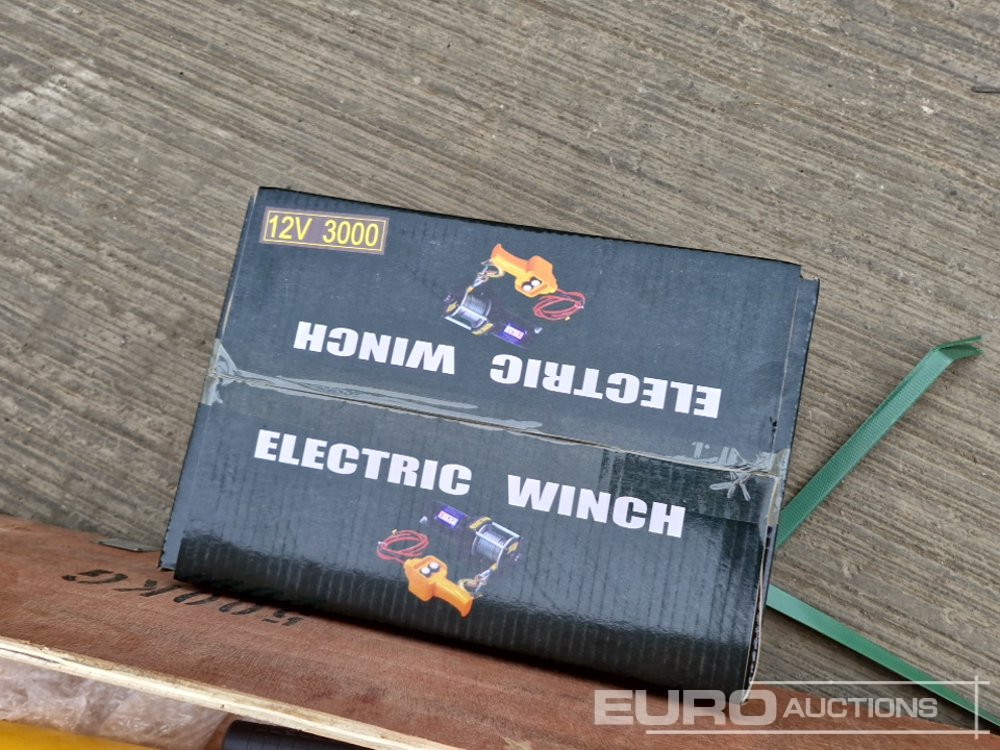 12V 3000
ELECTRIC WINCH
ELECTRIC WINCH
EURO AUCTIONS